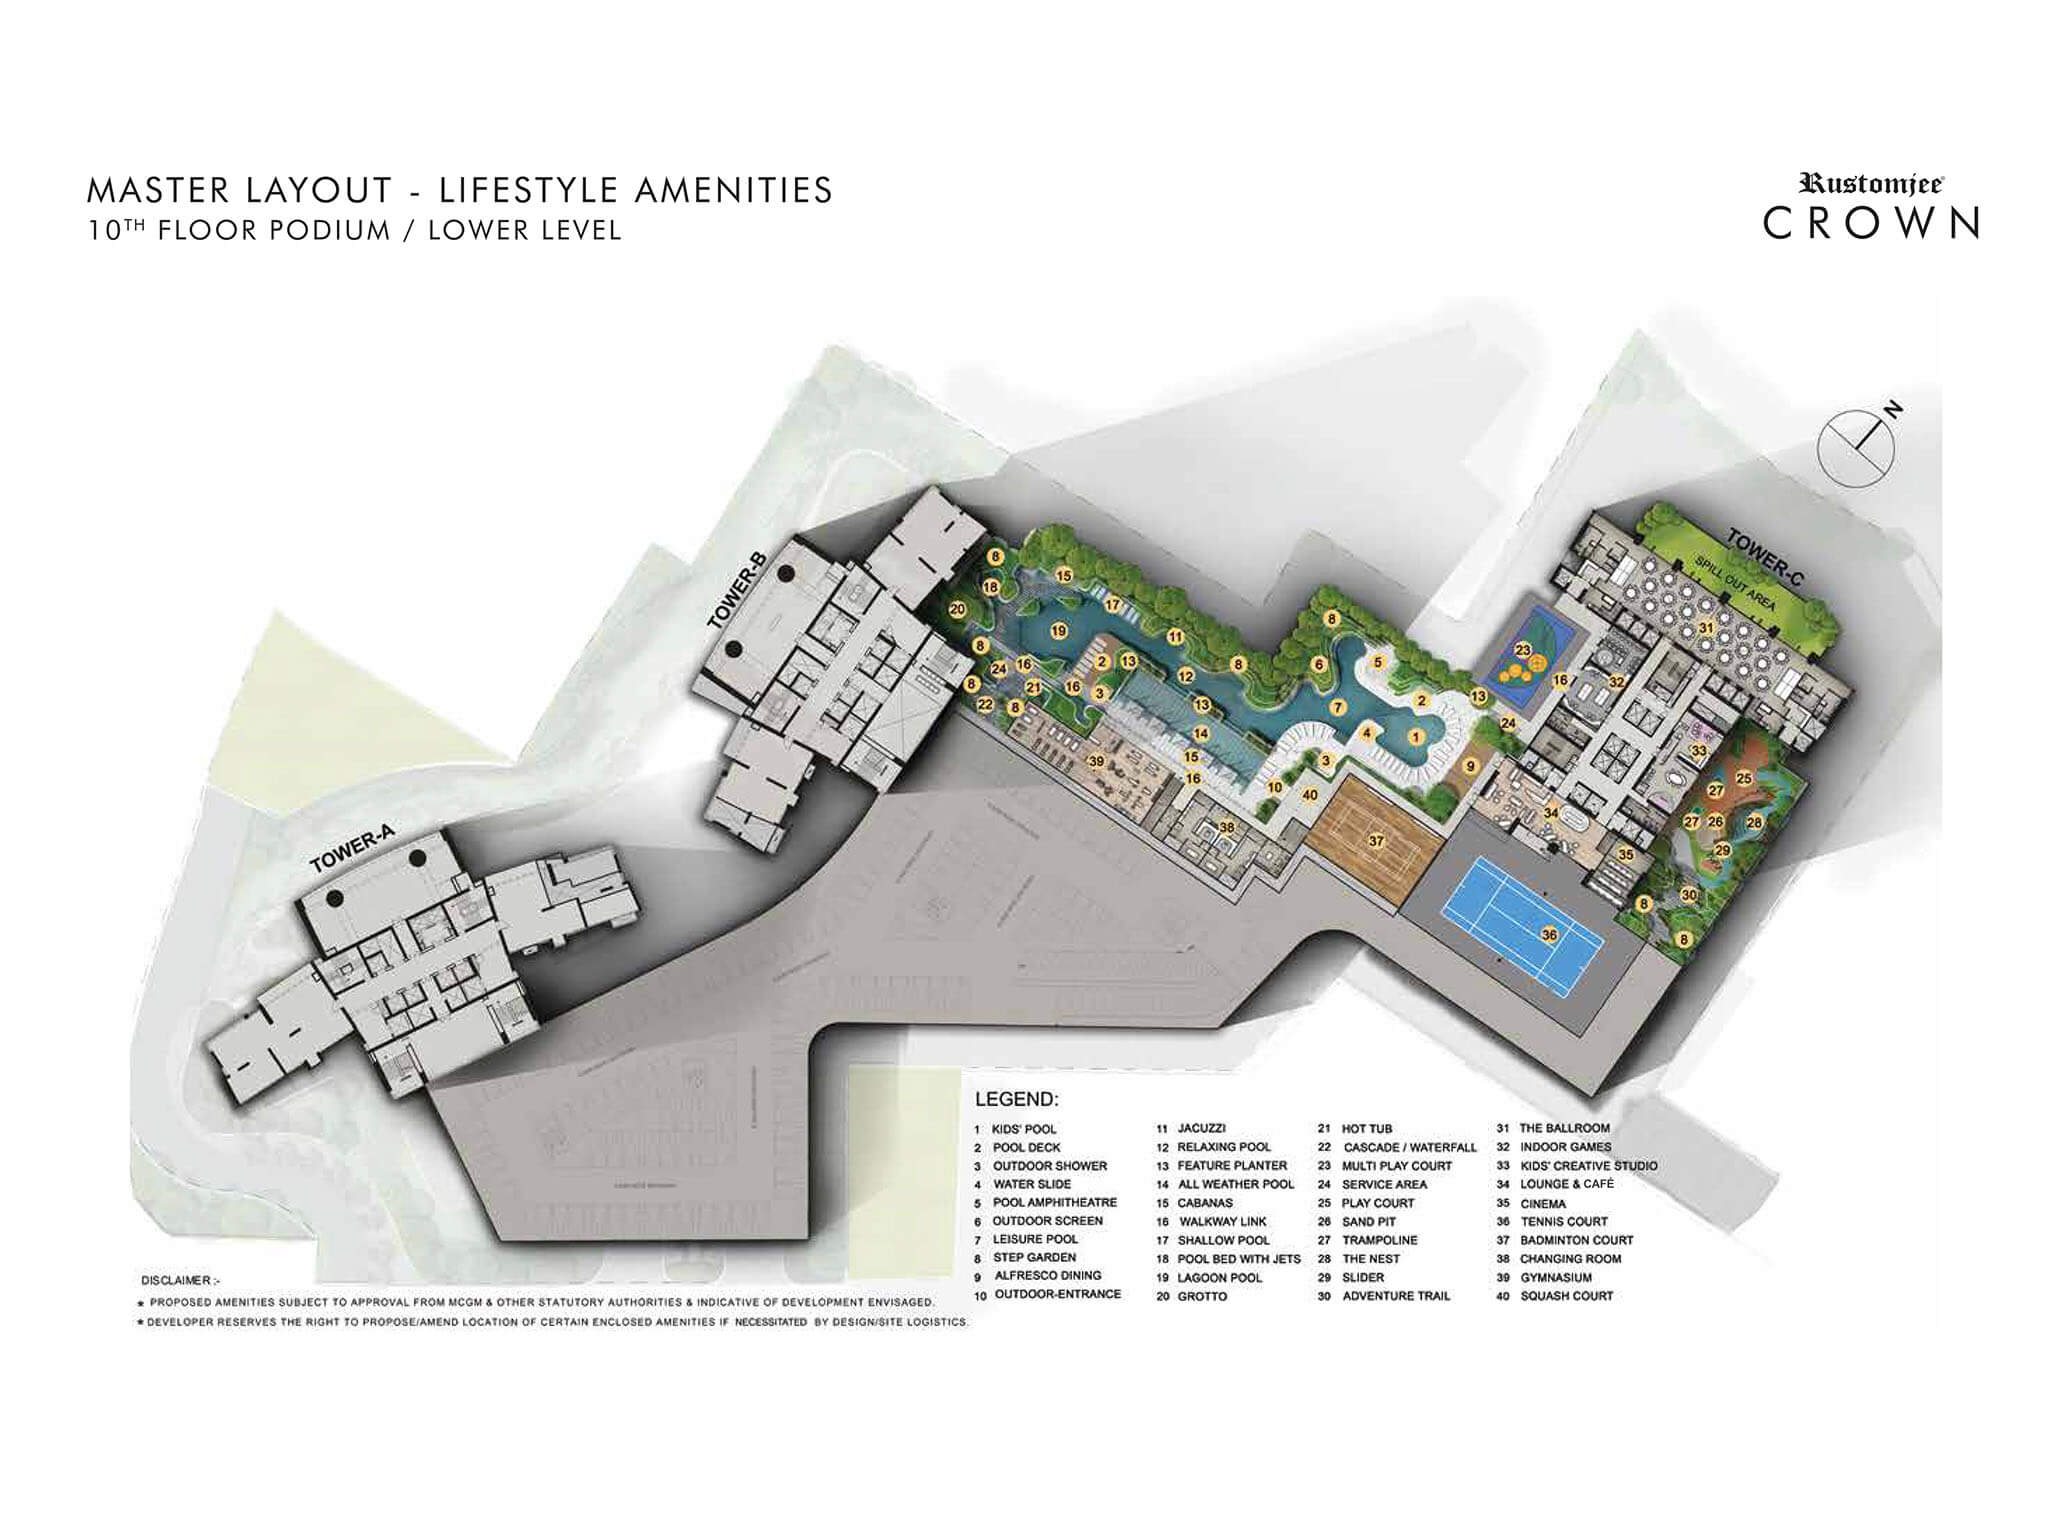 MASTER LAYOUT - LIFESTYLE AMENITIES
10TH FLOOR PODIUM / LOWER LEVEL
Rustomjee
CROWN
N
TOWER-C
SPILL OUT AREA
TOWER-B
TOWER-A
8
15
18
17
20
19
11
8
8
23
31
16
32
24
16
2
13
12
8
6
5
8
21
16
3
13
7
2
13
24
22
8
14
4
1
33
39
15
3
9
25
16
10
40
27
38
37
34
27
26
28
35
29
30
8
36
8
LEGEND:
1 KIDS' POOL
2 POOL DECK
3 OUTDOOR SHOWER
4 WATER SLIDE
5 POOL AMPHITHEATRE
6 OUTDOOR SCREEN
7 LEISURE POOL
8 STEP GARDEN
9 ALFRESCO DINING
10 OUTDOOR-ENTRANCE
11 JACUZZI
12 RELAXING POOL
13 FEATURE PLANTER
14 ALL WEATHER POOL
15 CABANAS
16 WALKWAY LINK
17 SHALLOW POOL
18 POOL BED WITH JETS
19 LAGOON POOL
20 GROTTO
21 HOT TUB
22 CASCADE / WATERFALL
23 MULTI PLAY COURT
24 SERVICE AREA
25 PLAY COURT
26 SAND PIT
27 TRAMPOLINE
28 THE NEST
29 SLIDER
30 ADVENTURE TRAIL
31 THE BALLROOM
32 INDOOR GAMES
33 KIDS' CREATIVE STUDIO
34 LOUNGE & CAFÉ
35 CINEMA
36 TENNIS COURT
37 BADMINTON COURT
38 CHANGING ROOM
39 GYMNASIUM
40 SQUASH COURT
DISCLAIMER :-
* PROPOSED AMENITIES SUBJECT TO APPROVAL FROM MCGM & OTHER STATUTORY AUTHORITIES & INDICATIVE OF DEVELOPMENT ENVISAGED.
* DEVELOPER RESERVES THE RIGHT TO PROPOSE/AMEND LOCATION OF CERTAIN ENCLOSED AMENITIES IF NECESSITATED BY DESIGN/SITE LOGISTICS.